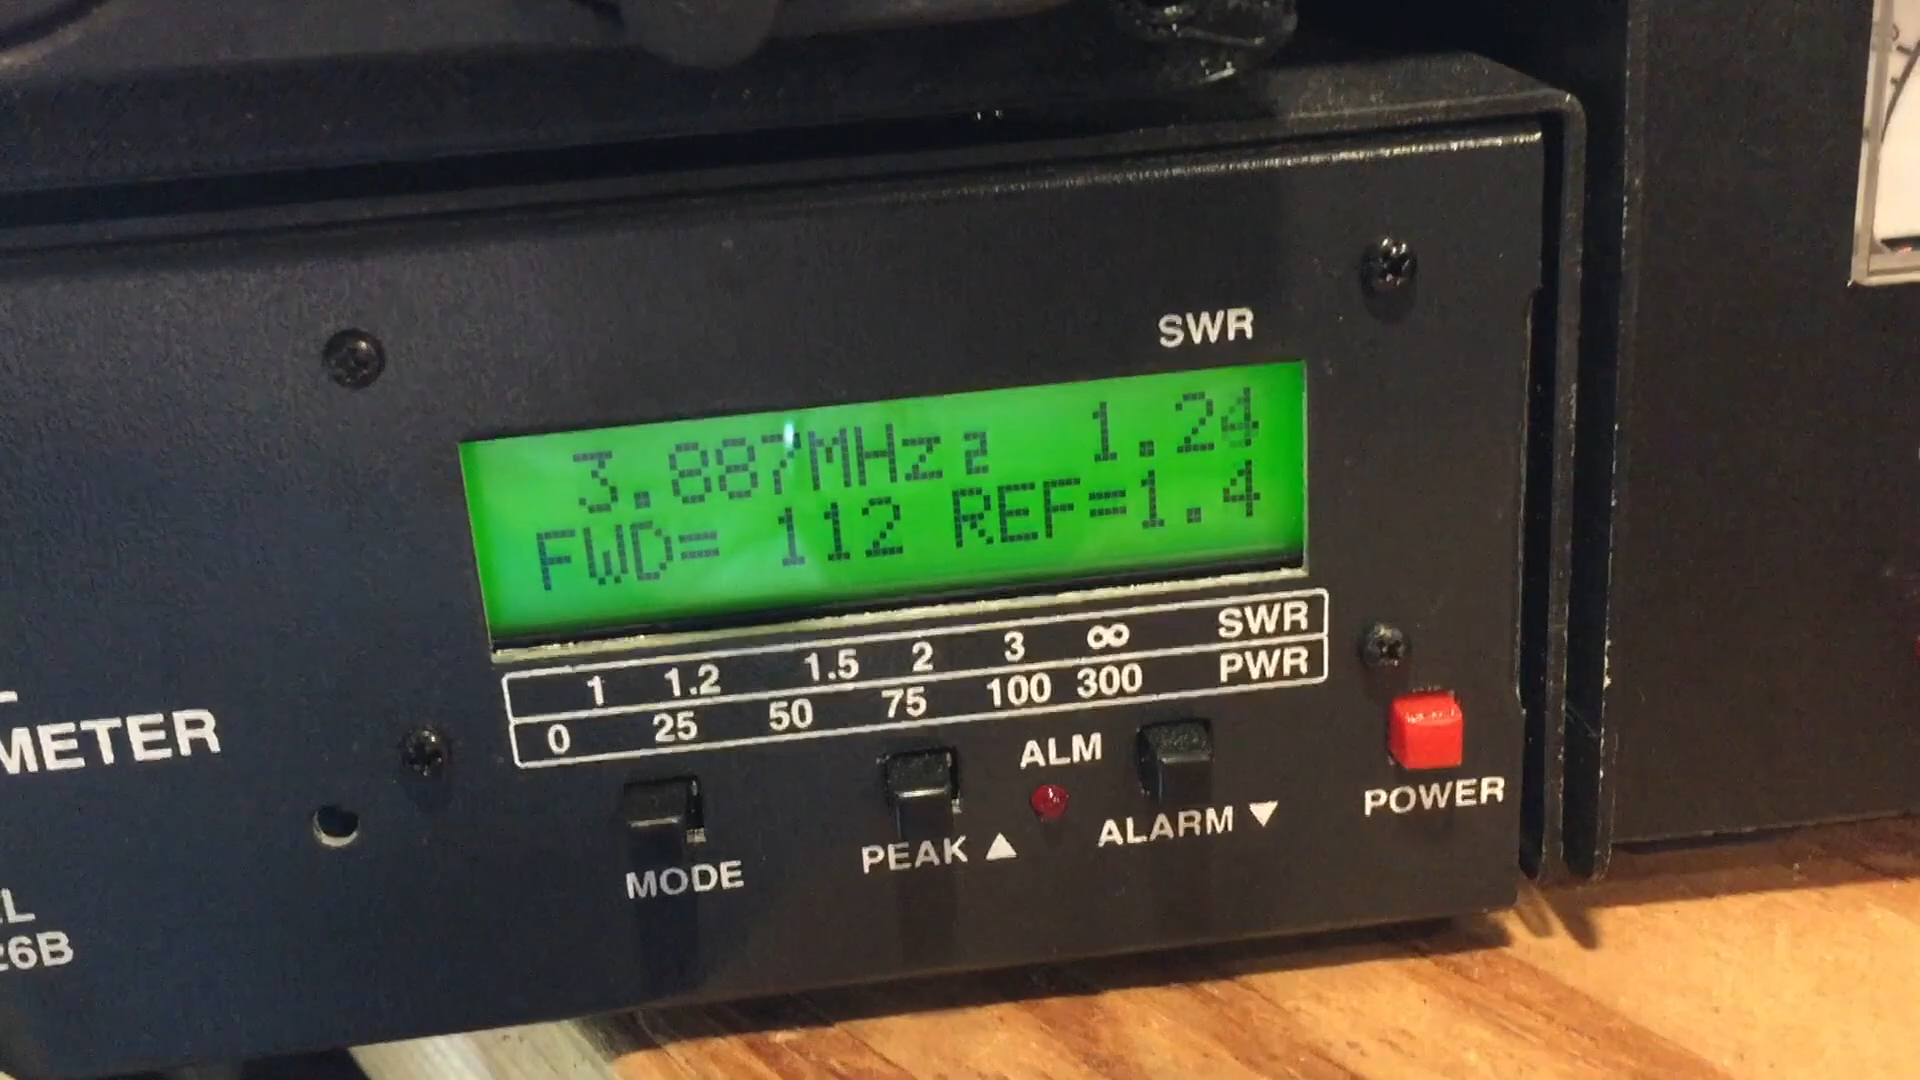 SWR
3.887MHz 1.24
FWD= 112 REF=1.4
1 1.2 1.5 2 3 ∞ SWR
0 25 50 75 100 300 PWR
METER
ALM
MODE
PEAK ▲
ALARM ▼
POWER
26B